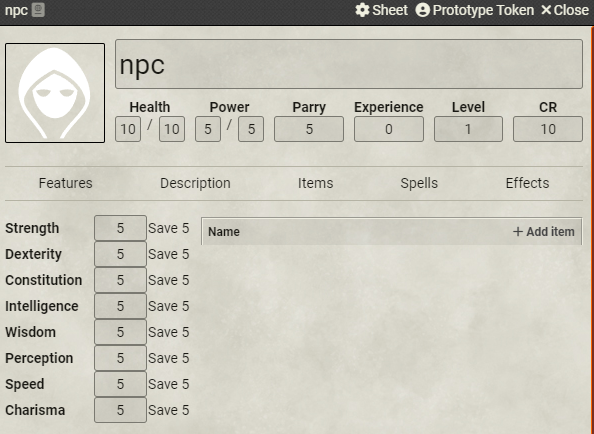 npc Sheet Prototype Token Close
npc
Health Power Parry Experience Level CR
10 / 10 5 / 5 5 0 1 10
Features Description Items Spells Effects
Name + Add item
Strength 5 Save 5
Dexterity 5 Save 5
Constitution 5 Save 5
Intelligence 5 Save 5
Wisdom 5 Save 5
Perception 5 Save 5
Speed 5 Save 5
Charisma 5 Save 5